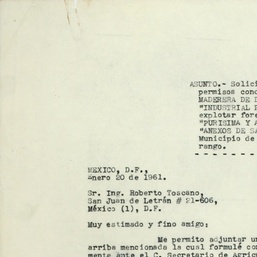 ASUNTO.- Solici
permisos conc
MADERERA DE D
"INDUSTRIAL F
explotar fore
"PURISIMA Y A
"ANEXOS DE SA
Municipio de
rango.
- - - - - - -
MEXICO, D.F.,
Enero 20 de 1961.
Sr. Ing. Roberto Toscano,
San Juan de Letrán # 21-606,
México (1), D.F.
Muy estimado y fino amigo:
Me permito adjuntar un
arriba mencionada la cual formulé con
mente ante el C. Secretario de Agric